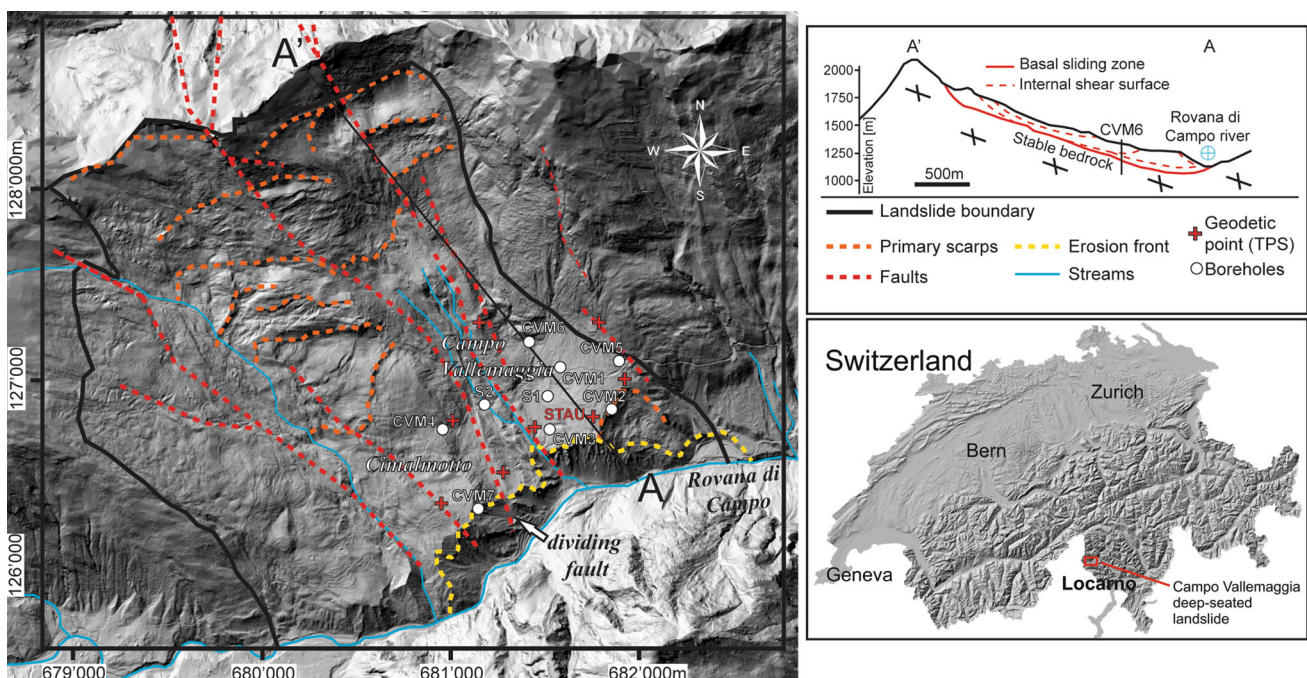 A'
N
W
E
S
128'000m
127'000
126'000
CVM6
Campo
CVM5
Vallemaggia
CVM1
S2
S1
CVM2
STAU
CVM4
CVM3
Cimalmotto
A
Rovana di
Campo
CVM7
dividing
fault
679'000
680'000
681'000
682'000m
A'
A
2000
1750
1500
1250
1000
Elevation [m]
Basal sliding zone
Internal shear surface
CVM6
Rovana di
Campo river
Stable bedrock
500m
Landslide boundary
Primary scarps
Faults
Erosion front
Streams
Geodetic
point (TPS)
Boreholes
Switzerland
Zurich
Bern
Geneva
Locarno
Campo Vallemaggia
deep-seated
landslide